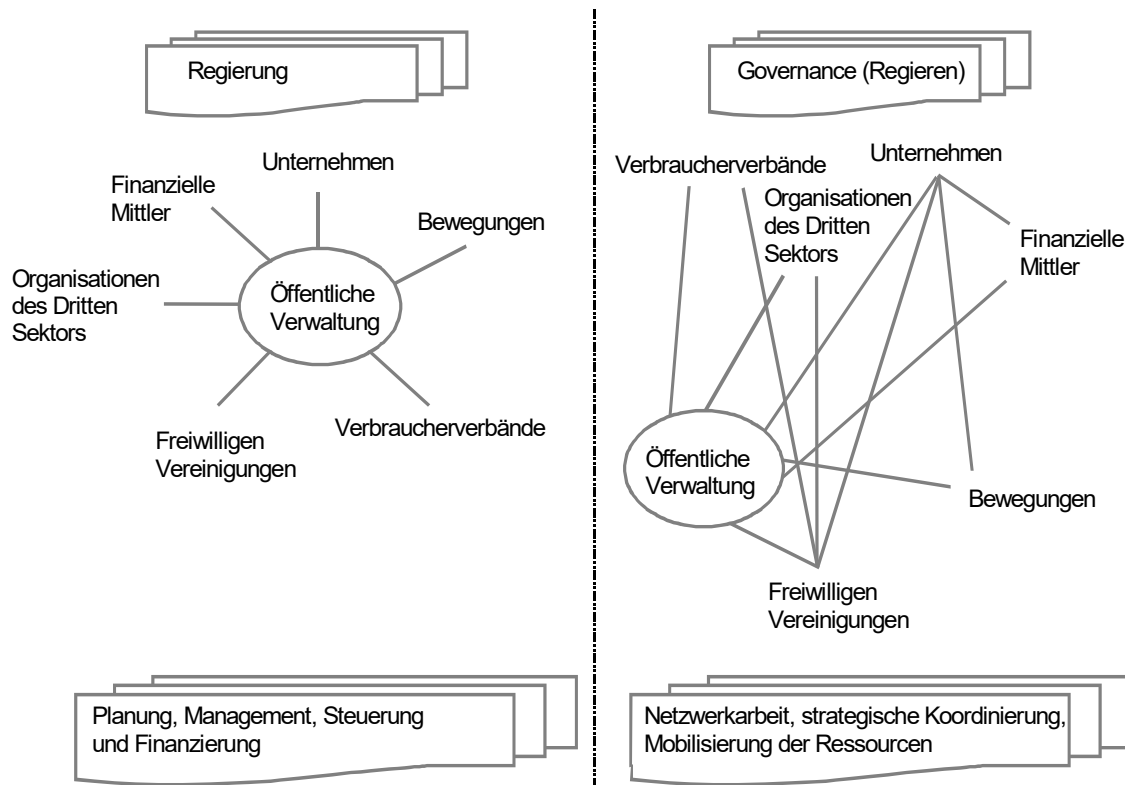 Regierung
Unternehmen
Finanzielle
Mittler
Bewegungen
Organisationen
des Dritten
Sektors
Öffentliche
Verwaltung
Freiwilligen
Vereinigungen
Verbraucherverbände
Planung, Management, Steuerung
und Finanzierung
Governance (Regieren)
Verbraucherverbände
Unternehmen
Organisationen
des Dritten
Sektors
Finanzielle
Mittler
Öffentliche
Verwaltung
Bewegungen
Freiwilligen
Vereinigungen
Netzwerkarbeit, strategische Koordinierung,
Mobilisierung der Ressourcen